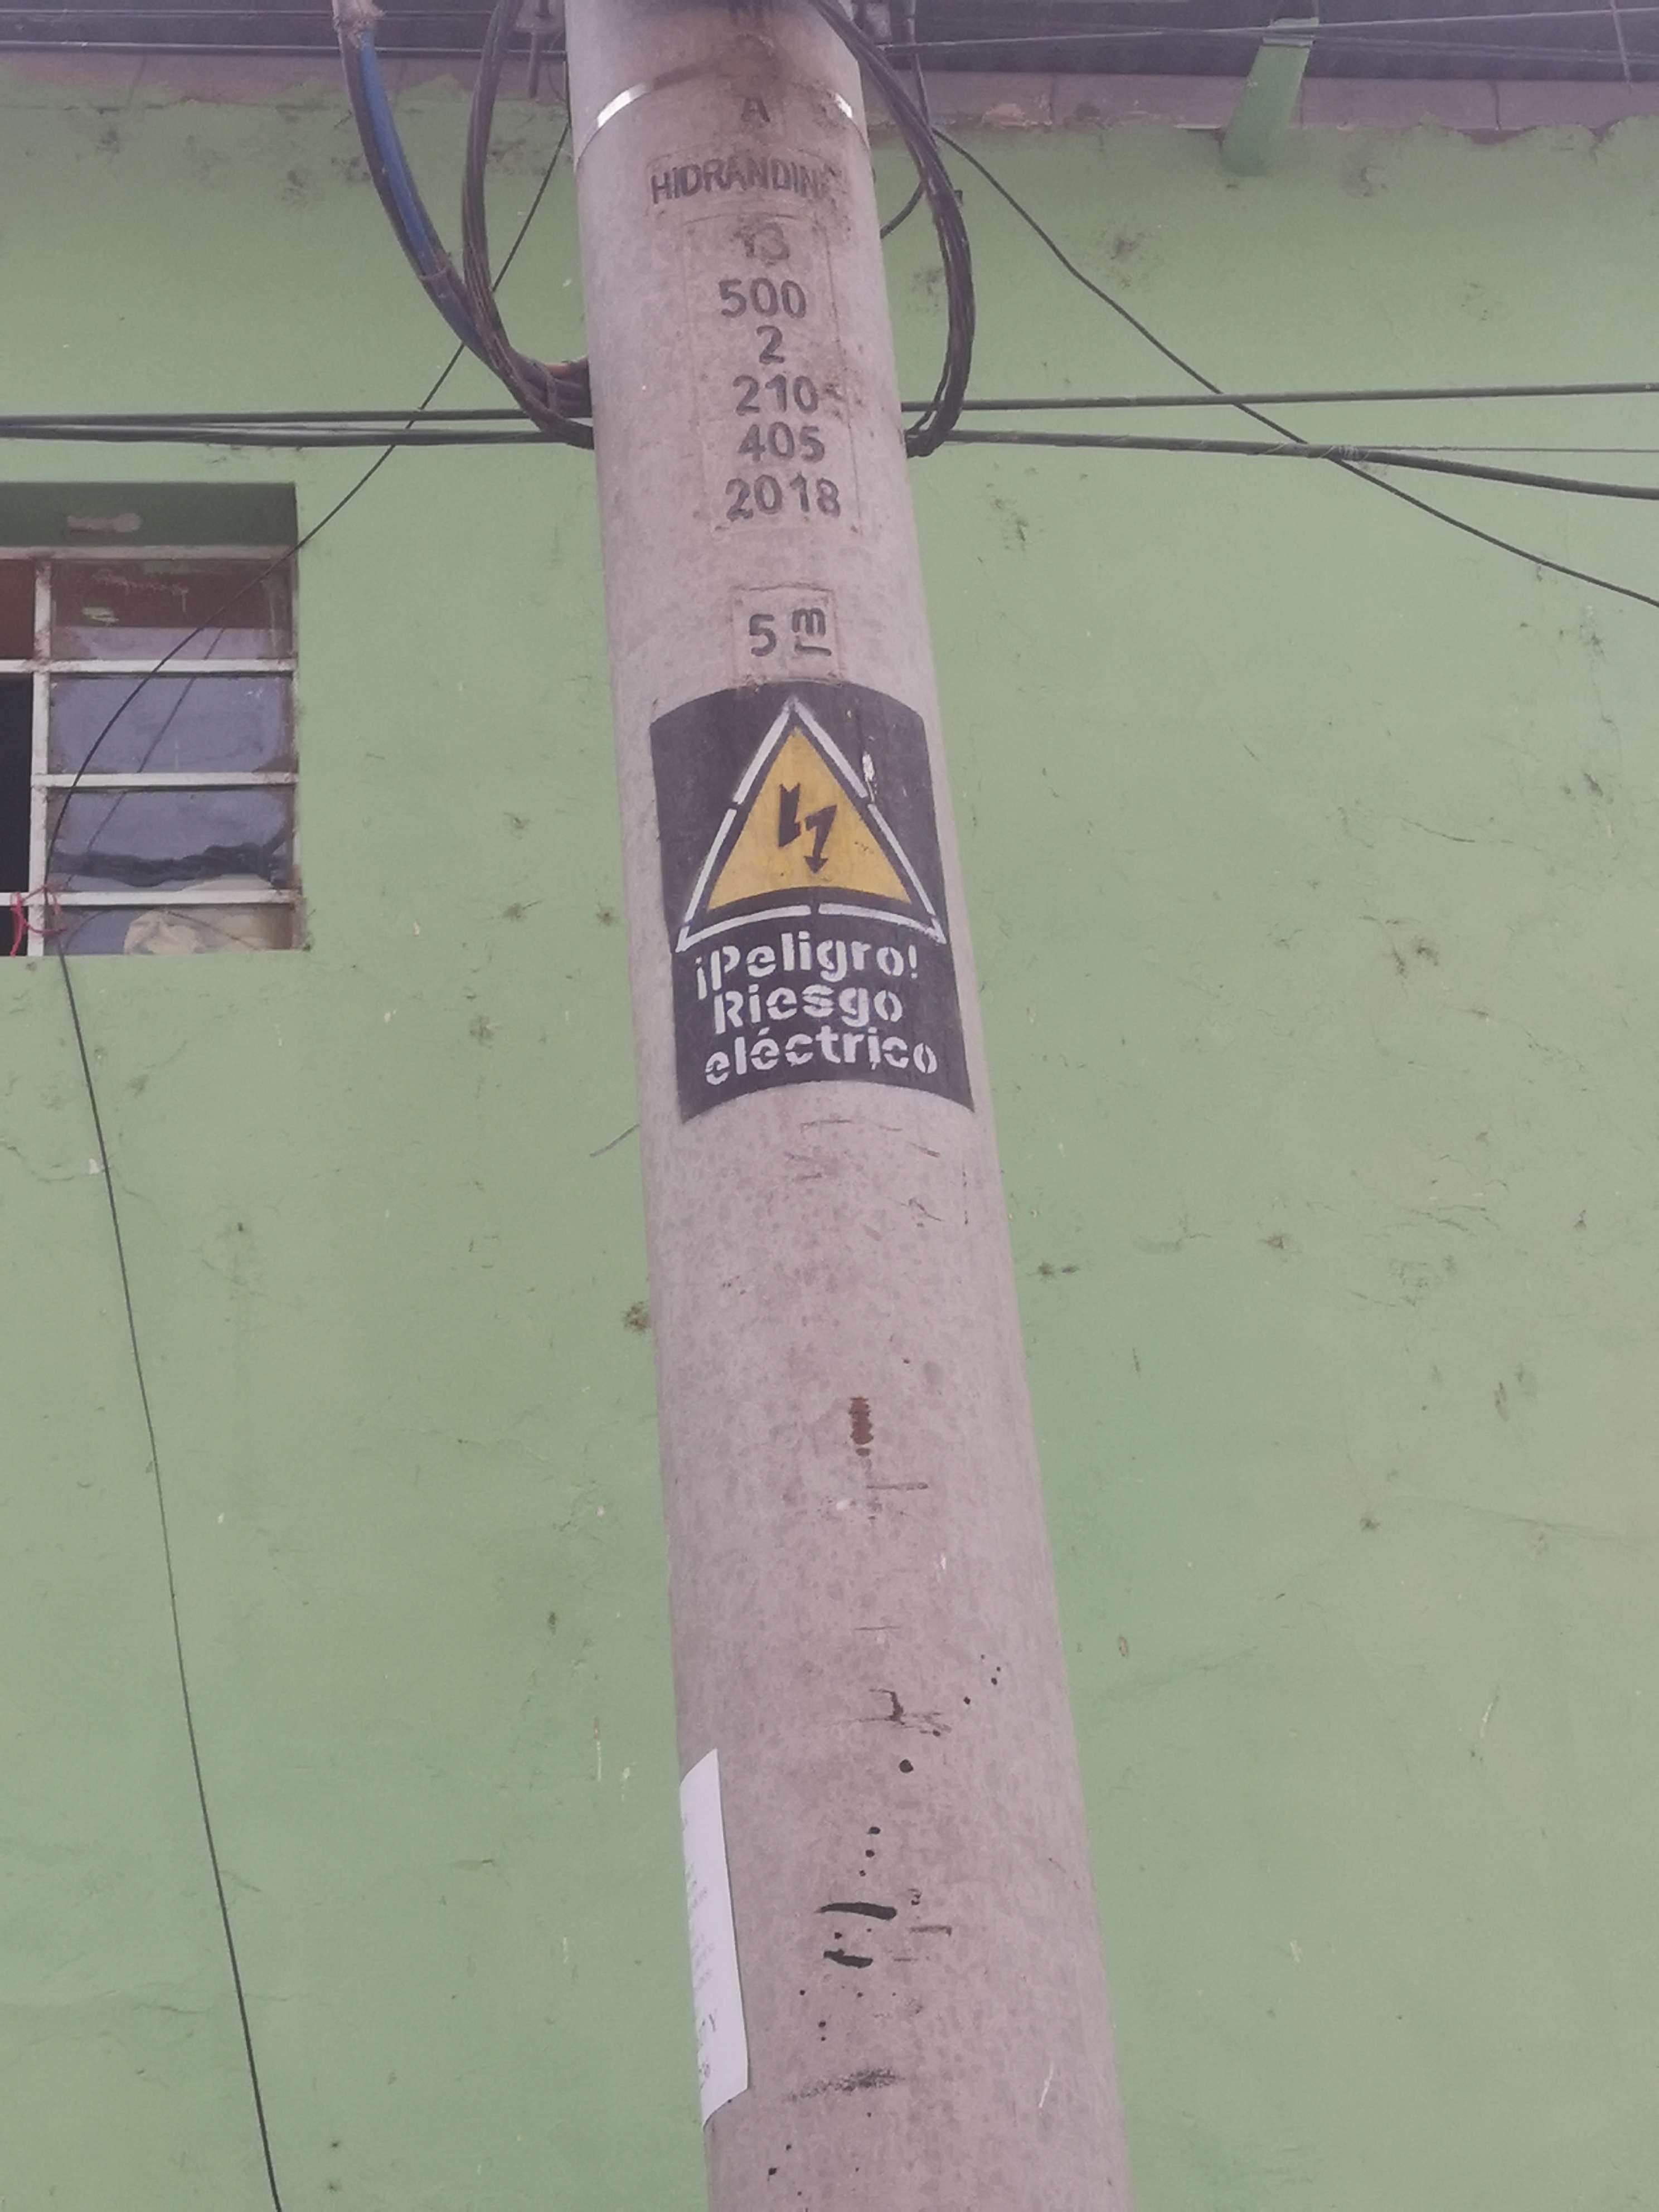 A
HIDRANDINA
13
500
2
210
405
2018
5 m
¡Peligro!
Riesgo
eléctrico